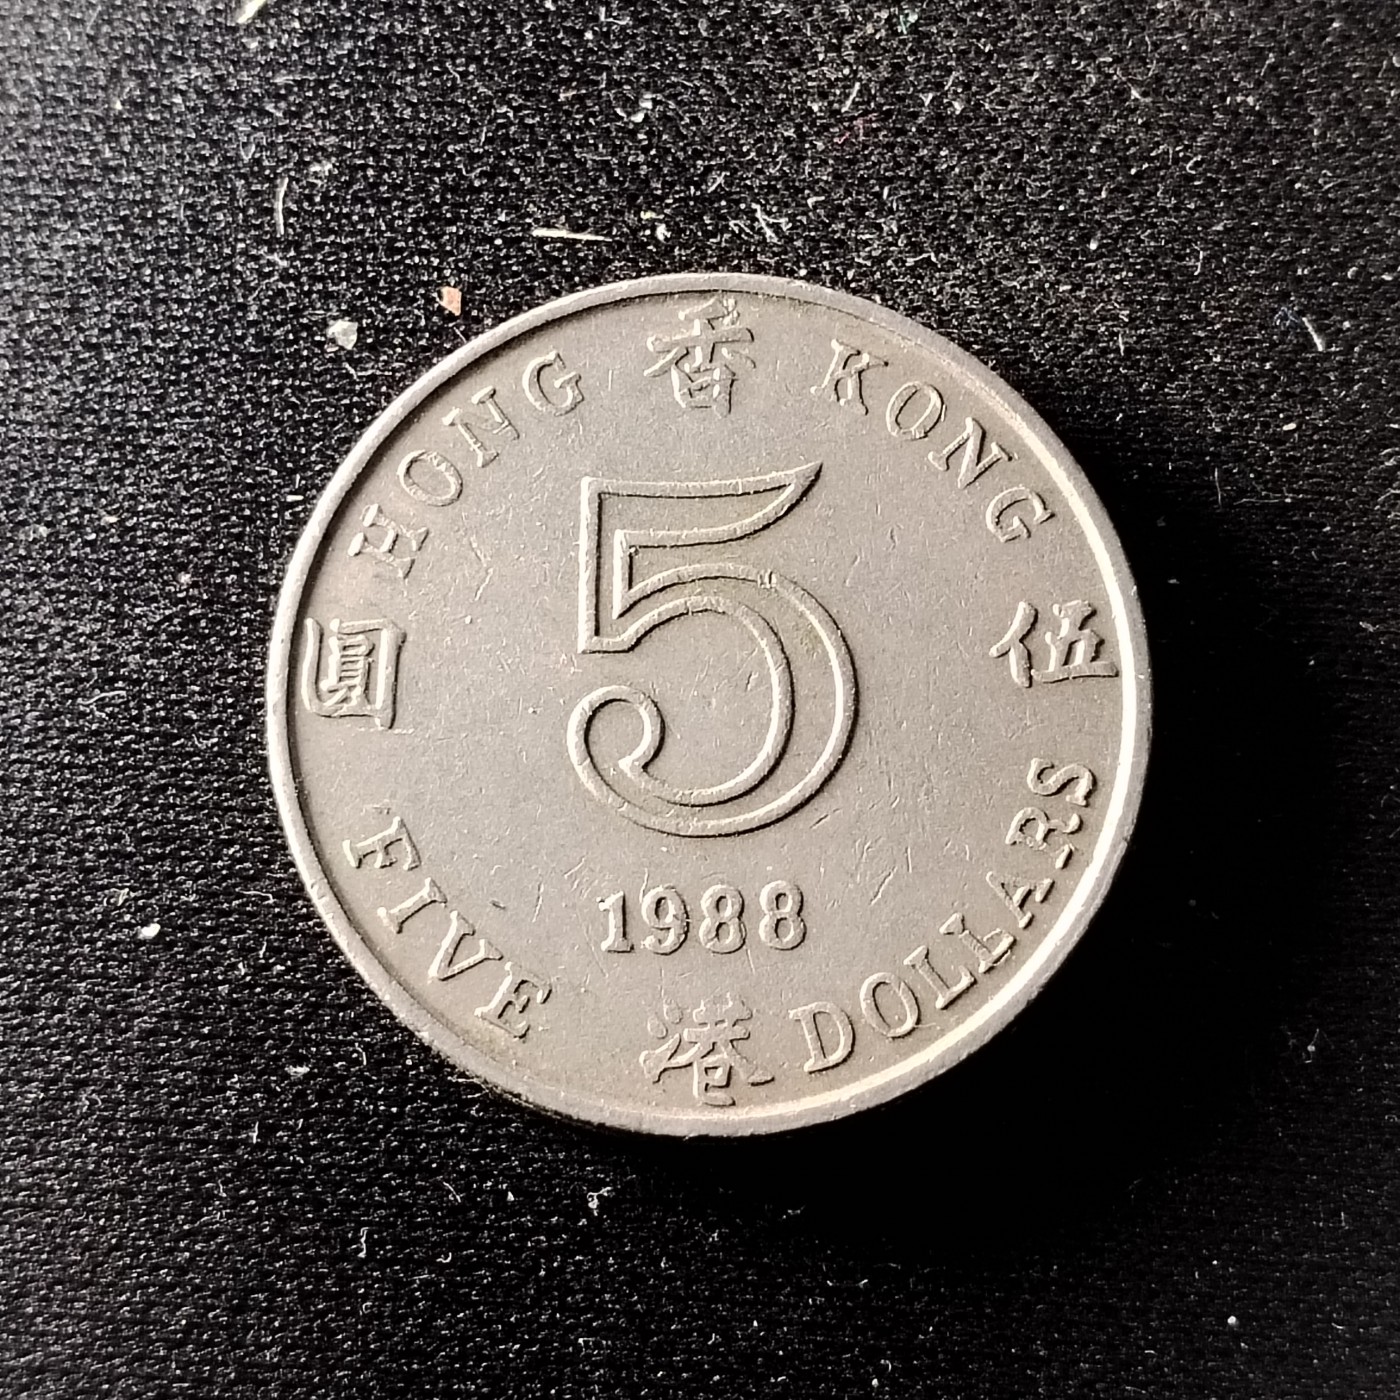 HONG 香 KONG
5
圓 伍
1988
FIVE 港 DOLLARS